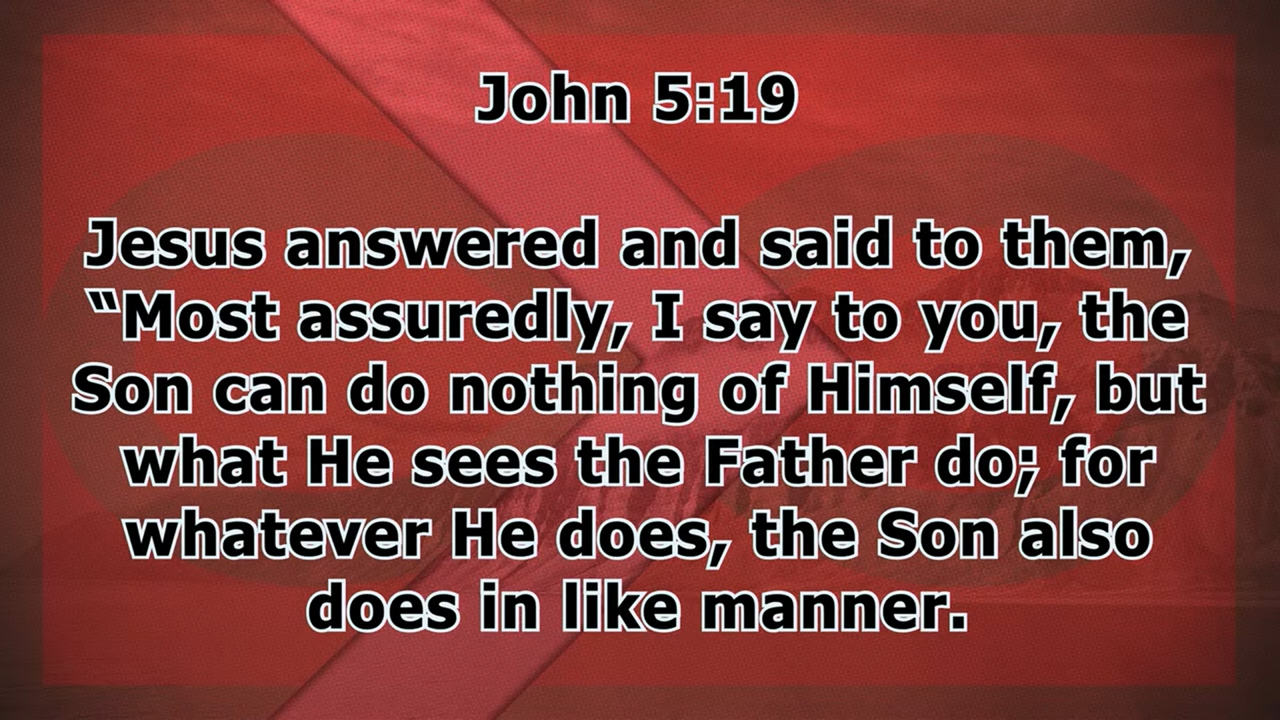 John 5:19
Jesus answered and said to them,
“Most assuredly, I say to you, the
Son can do nothing of Himself, but
what He sees the Father do; for
whatever He does, the Son also
does in like manner.